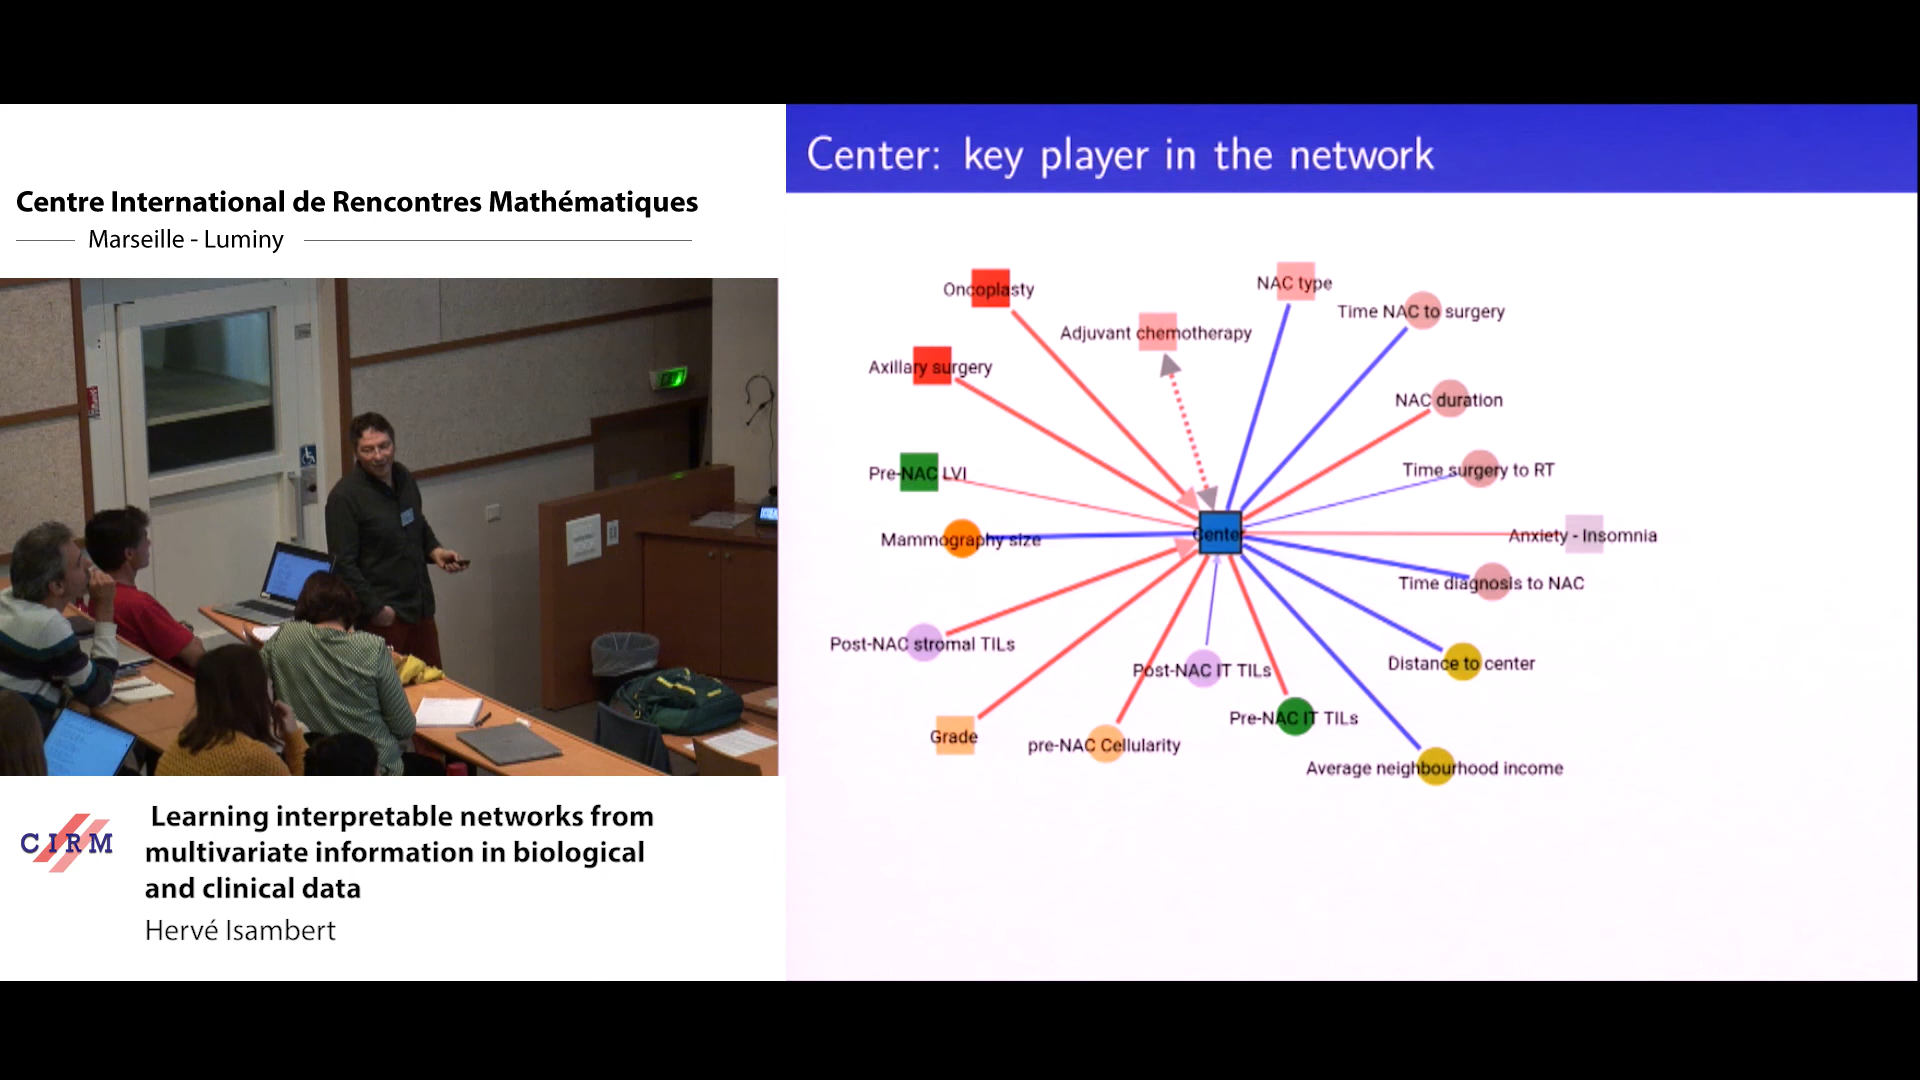 Centre International de Rencontres Mathématiques
Marseille - Luminy
CIRM
Learning interpretable networks from
multivariate information in biological
and clinical data
Hervé Isambert
Center: key player in the network
Oncoplasty
NAC type
Adjuvant chemotherapy
Time NAC to surgery
Axillary surgery
NAC duration
Pre-NAC LVI
Time surgery to RT
Mammography size
Center
Anxiety - Insomnia
Time diagnosis to NAC
Post-NAC stromal TILs
Post-NAC IT TILs
Distance to center
Grade
pre-NAC Cellularity
Pre-NAC IT TILs
Average neighbourhood income